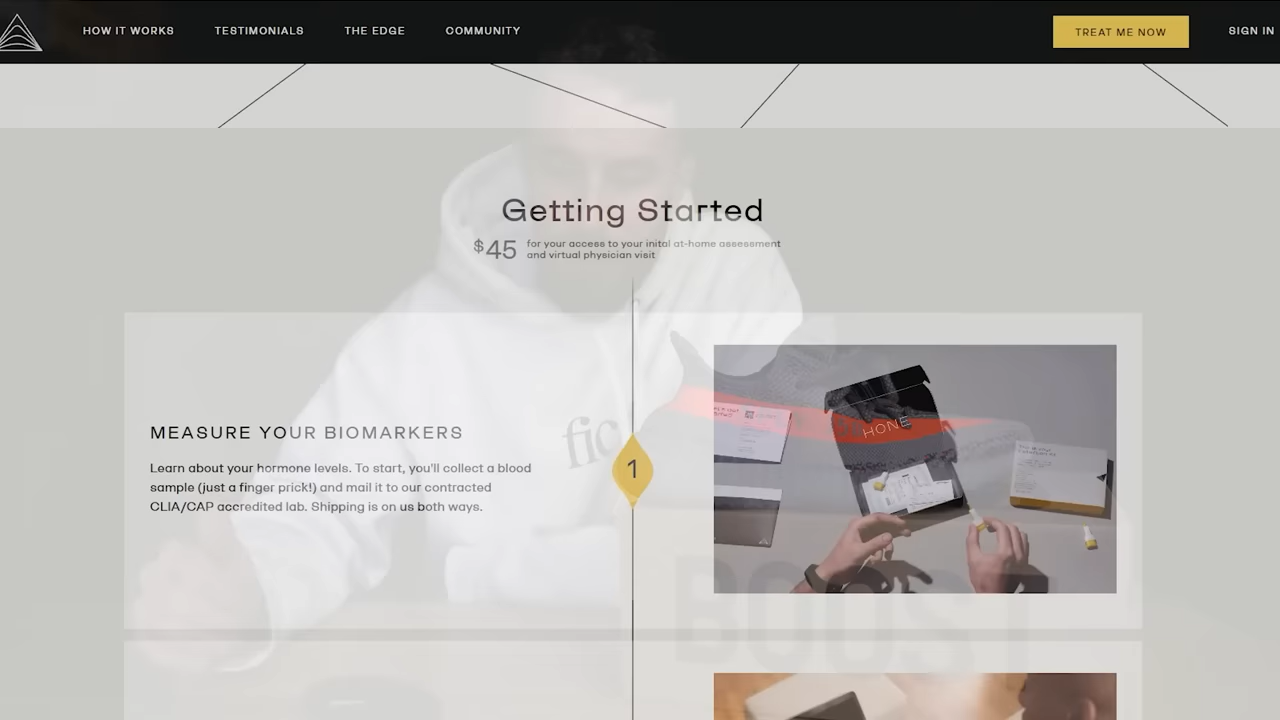 HOW IT WORKS
TESTIMONIALS
THE EDGE
COMMUNITY
TREAT ME NOW
SIGN IN
Getting Started
$45
for your access to your inital at-home assessment
and virtual physician visit
MEASURE YOUR BIOMARKERS
Learn about your hormone levels. To start, you'll collect a blood
sample (just a finger prick!) and mail it to our contracted
CLIA/CAP accredited lab. Shipping is on us both ways.
fic
1
HONE
BOOST